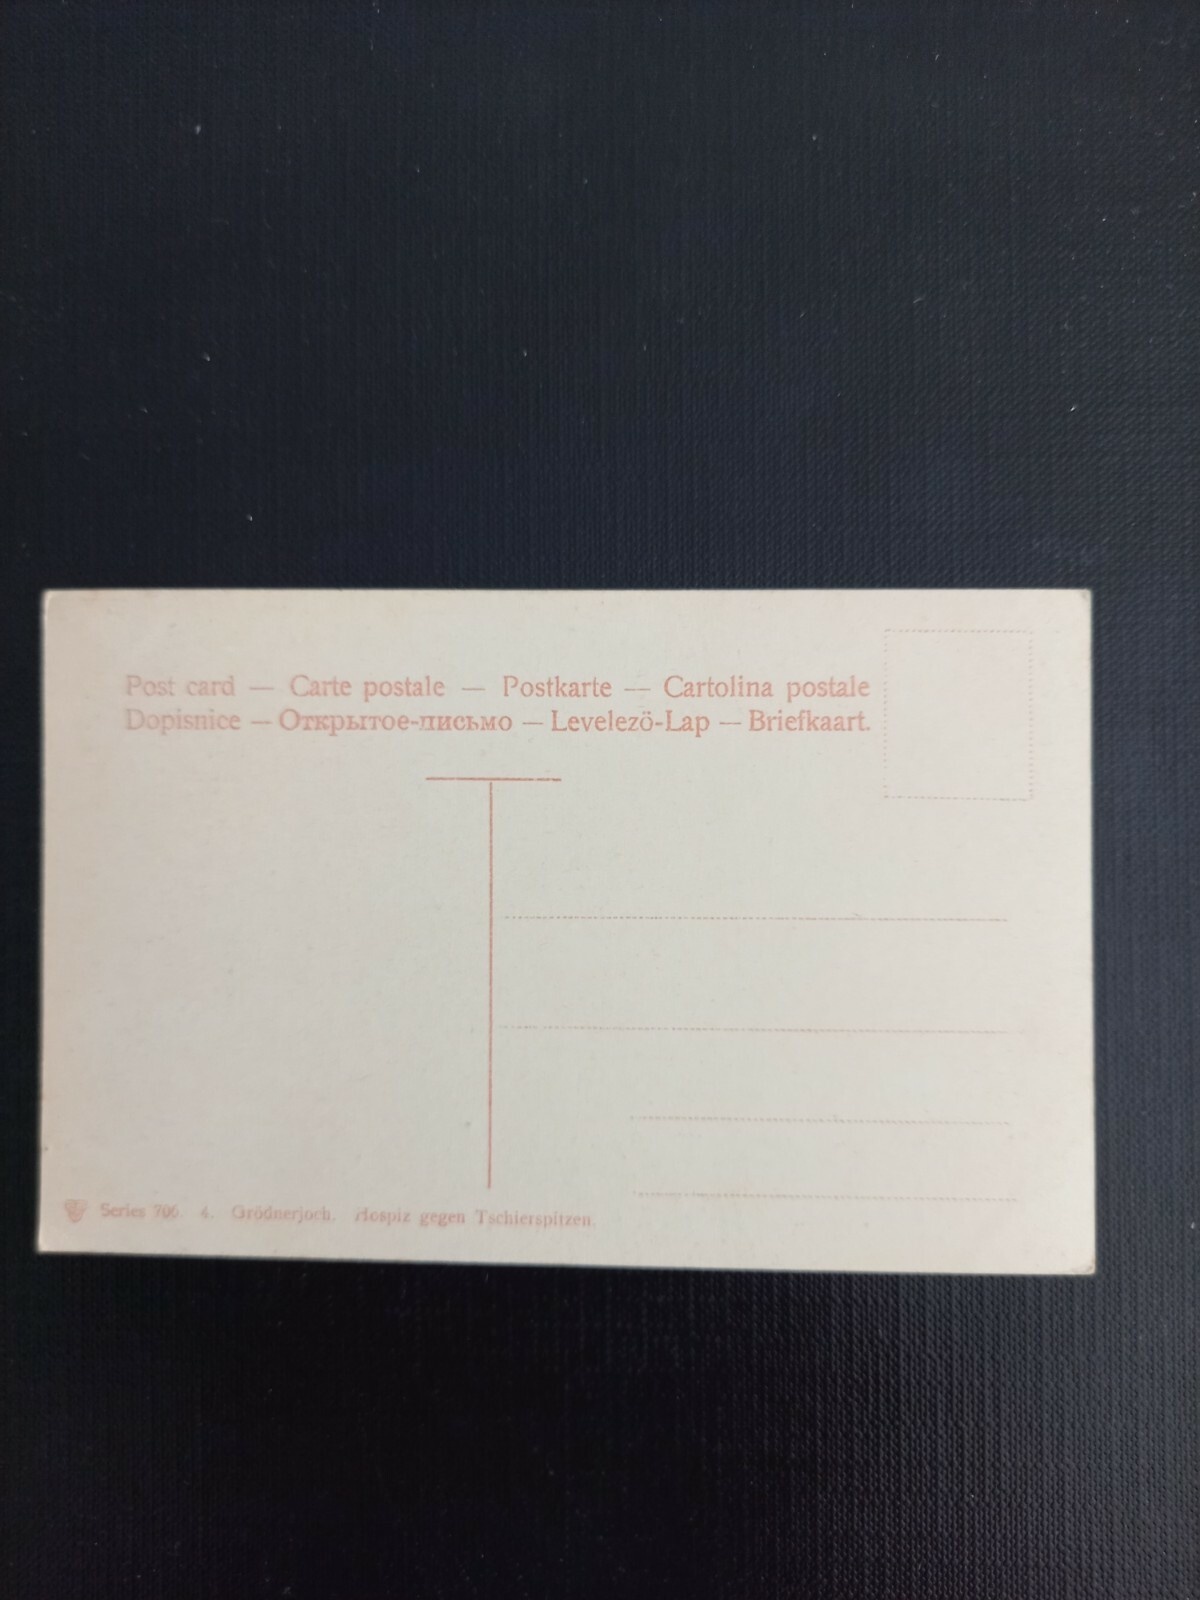 Post card — Carte postale — Postkarte — Cartolina postale
Dopisnice — Открытое-письмо — Levelezö-Lap — Briefkaart.
Series 706. 4. Grödnerjoch. Hospiz gegen Tschierspitzen.